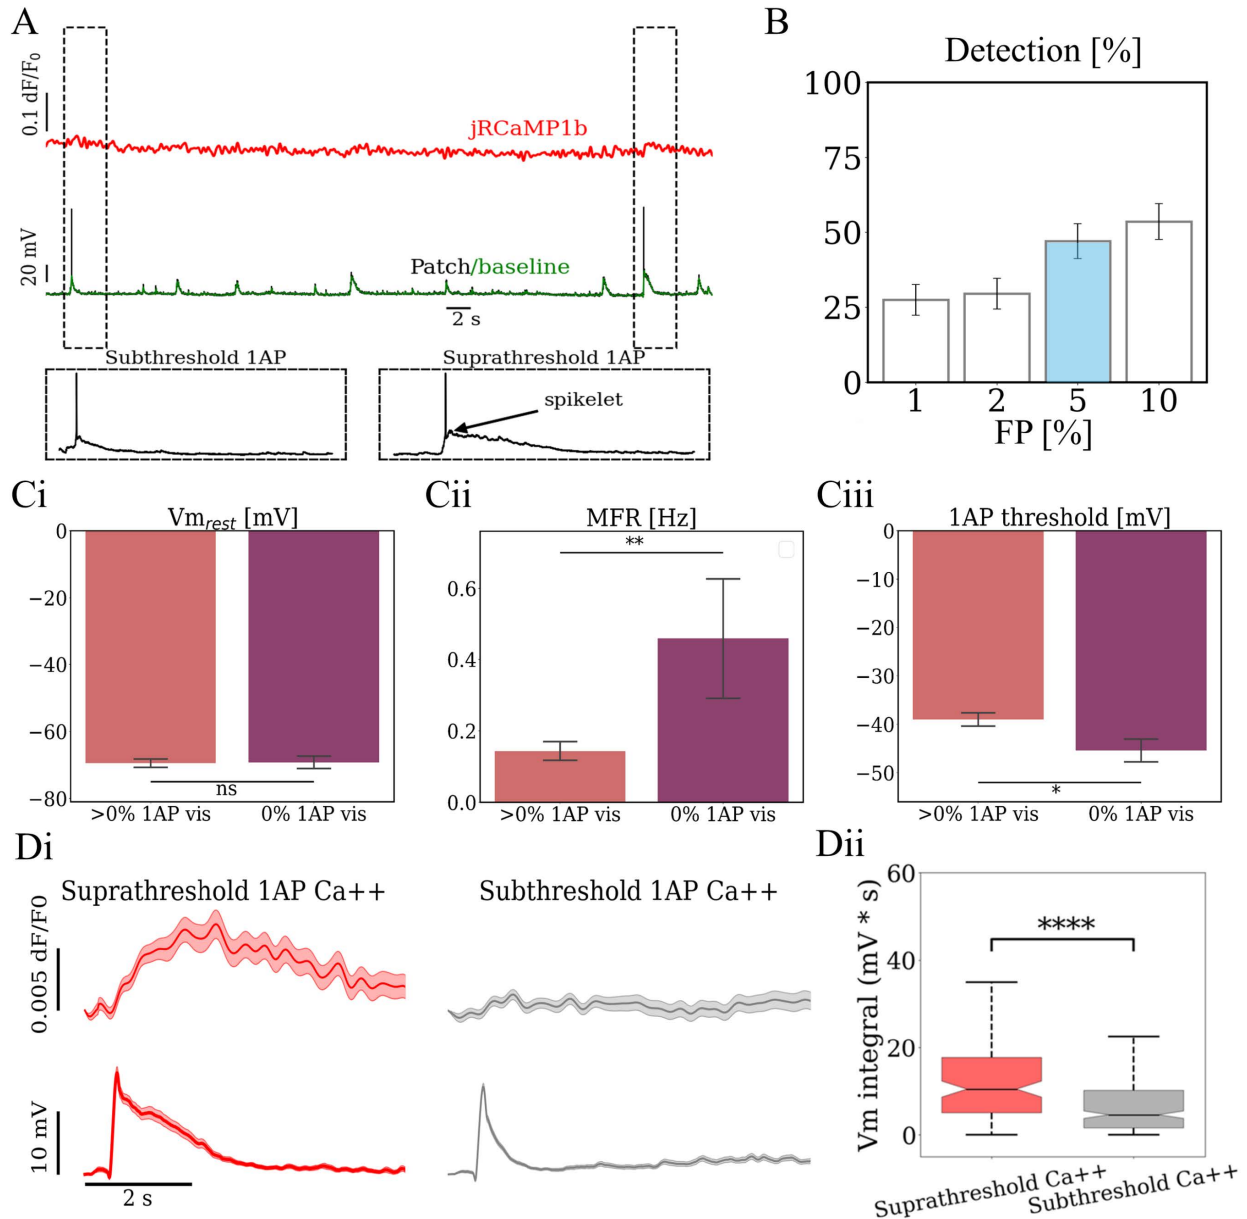 A
0.1 dF/F0
jRCaMP1b
20 mV
Patch/baseline
2 s
Subthreshold 1AP
Suprathreshold 1AP
spikelet
B
Detection [%]
100
75
50
25
0
1 2 5 10
FP [%]
Ci
Vmrest [mV]
0
−20
−40
−60
−80
ns
>0% 1AP vis 0% 1AP vis
Cii
MFR [Hz]
**
0.6
0.4
0.2
0.0
>0% 1AP vis 0% 1AP vis
Ciii
1AP threshold [mV]
0
−10
−20
−30
−40
−50
*
>0% 1AP vis 0% 1AP vis
Di
Suprathreshold 1AP Ca++
Subthreshold 1AP Ca++
0.005 dF/F0
10 mV
2 s
Dii
Vm integral (mV * s)
60
40
20
0
****
Suprathreshold Ca++
Subthreshold Ca++